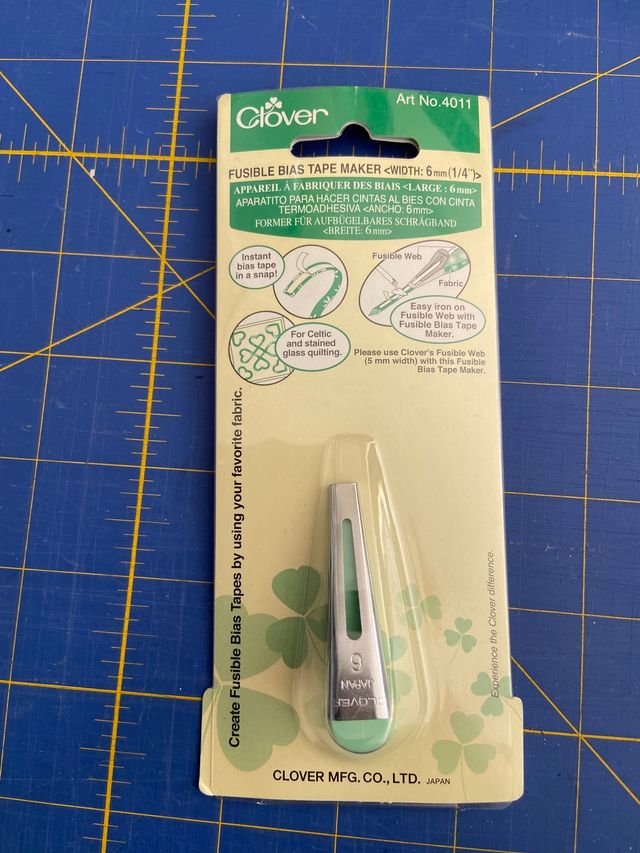 Clover
Art No.4011
FUSIBLE BIAS TAPE MAKER <WIDTH: 6mm(1/4")>
APPAREIL À FABRIQUER DES BIAIS <LARGE : 6mm>
APARATITO PARA HACER CINTAS AL BIES CON CINTA
TERMOADHESIVA <ANCHO: 6mm>
FORMER FÜR AUFBÜGELBARES SCHRÄGBAND
<BREITE: 6mm>
Instant
bias tape
in a snap!
Fusible Web
Fabric
Easy iron on
Fusible Web with
Fusible Bias Tape
Maker.
For Celtic
and stained
glass quilting.
Please use Clover's Fusible Web
(5 mm width) with this Fusible
Bias Tape Maker.
Create Fusible Bias Tapes by using your favorite fabric.
Experience the Clover difference.
6
JAPAN
CLOVER
CLOVER MFG. CO., LTD. JAPAN